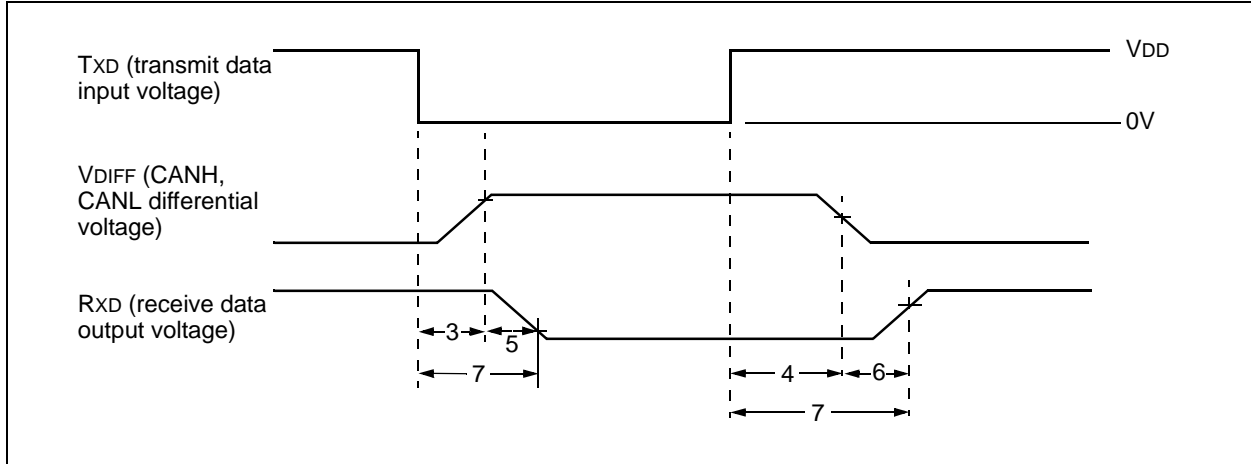 TXD (transmit data
input voltage)
VDD
0V
VDIFF (CANH,
CANL differential
voltage)
RXD (receive data
output voltage)
3
5
7
4
6
7